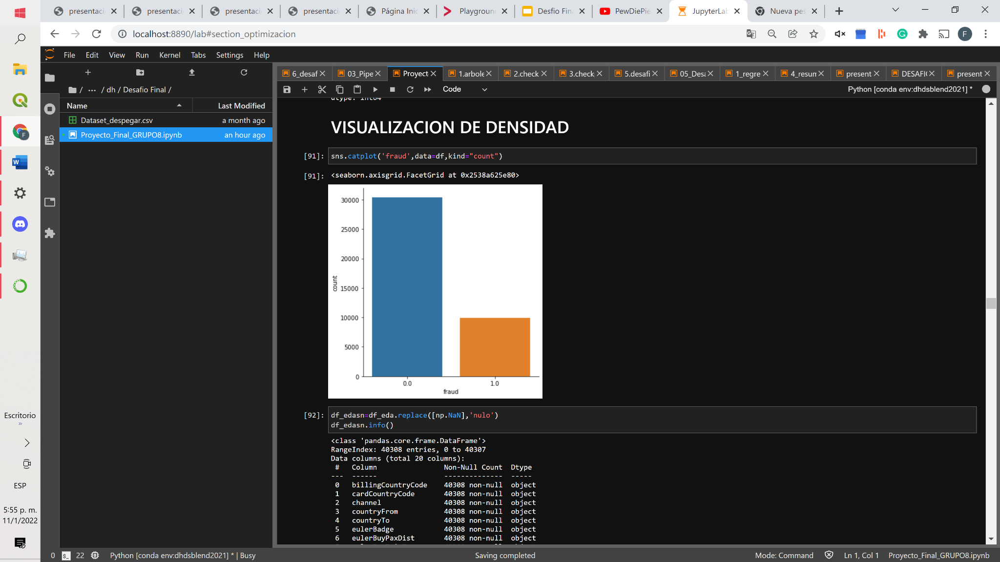 presentaci
presentaci
presentaci
presentaci
Página Inic
Playgroun
Desfio Fin
PewDiePie
JupyterLab
Nueva pes
localhost:8890/lab#section_optimizacion
F
File Edit View Run Kernel Tabs Settings Help
6_desaf
03_Pipe
Proyect
1.arbole
2.check
3.check
5.desafi
05_Desa
1_regre
4_resun
present
DESAFI
present
/ ... / dh / Desafio Final /
Code
Python [conda env:dhdsblend2021] *
Name Last Modified
Dataset_despegar.csv a month ago
Proyecto_Final_GRUPO8.ipynb an hour ago
dtype: int64
VISUALIZACION DE DENSIDAD
[91]: sns.catplot('fraud',data=df,kind="count")
[91]: <seaborn.axisgrid.FacetGrid at 0x2538a625e80>
30000
25000
20000
15000
10000
5000
0
count
0.0 1.0
fraud
[92]: df_edasn=df_eda.replace([np.NaN],'nulo')
df_edasn.info()
<class 'pandas.core.frame.DataFrame'>
RangeIndex: 40308 entries, 0 to 40307
Data columns (total 20 columns):
# Column Non-Null Count Dtype
--- ------ -------------- -----
0 billingCountryCode 40308 non-null object
1 cardCountryCode 40308 non-null object
2 channel 40308 non-null object
3 countryFrom 40308 non-null object
4 countryTo 40308 non-null object
5 eulerBadge 40308 non-null object
6 eulerBuyPaxDist 40308 non-null object
Escritorio
»
ESP
5:55 p. m.
11/1/2022
0 22 Python [conda env:dhdsblend2021] * | Busy
Saving completed
Mode: Command Ln 1, Col 1 Proyecto_Final_GRUPO8.ipynb